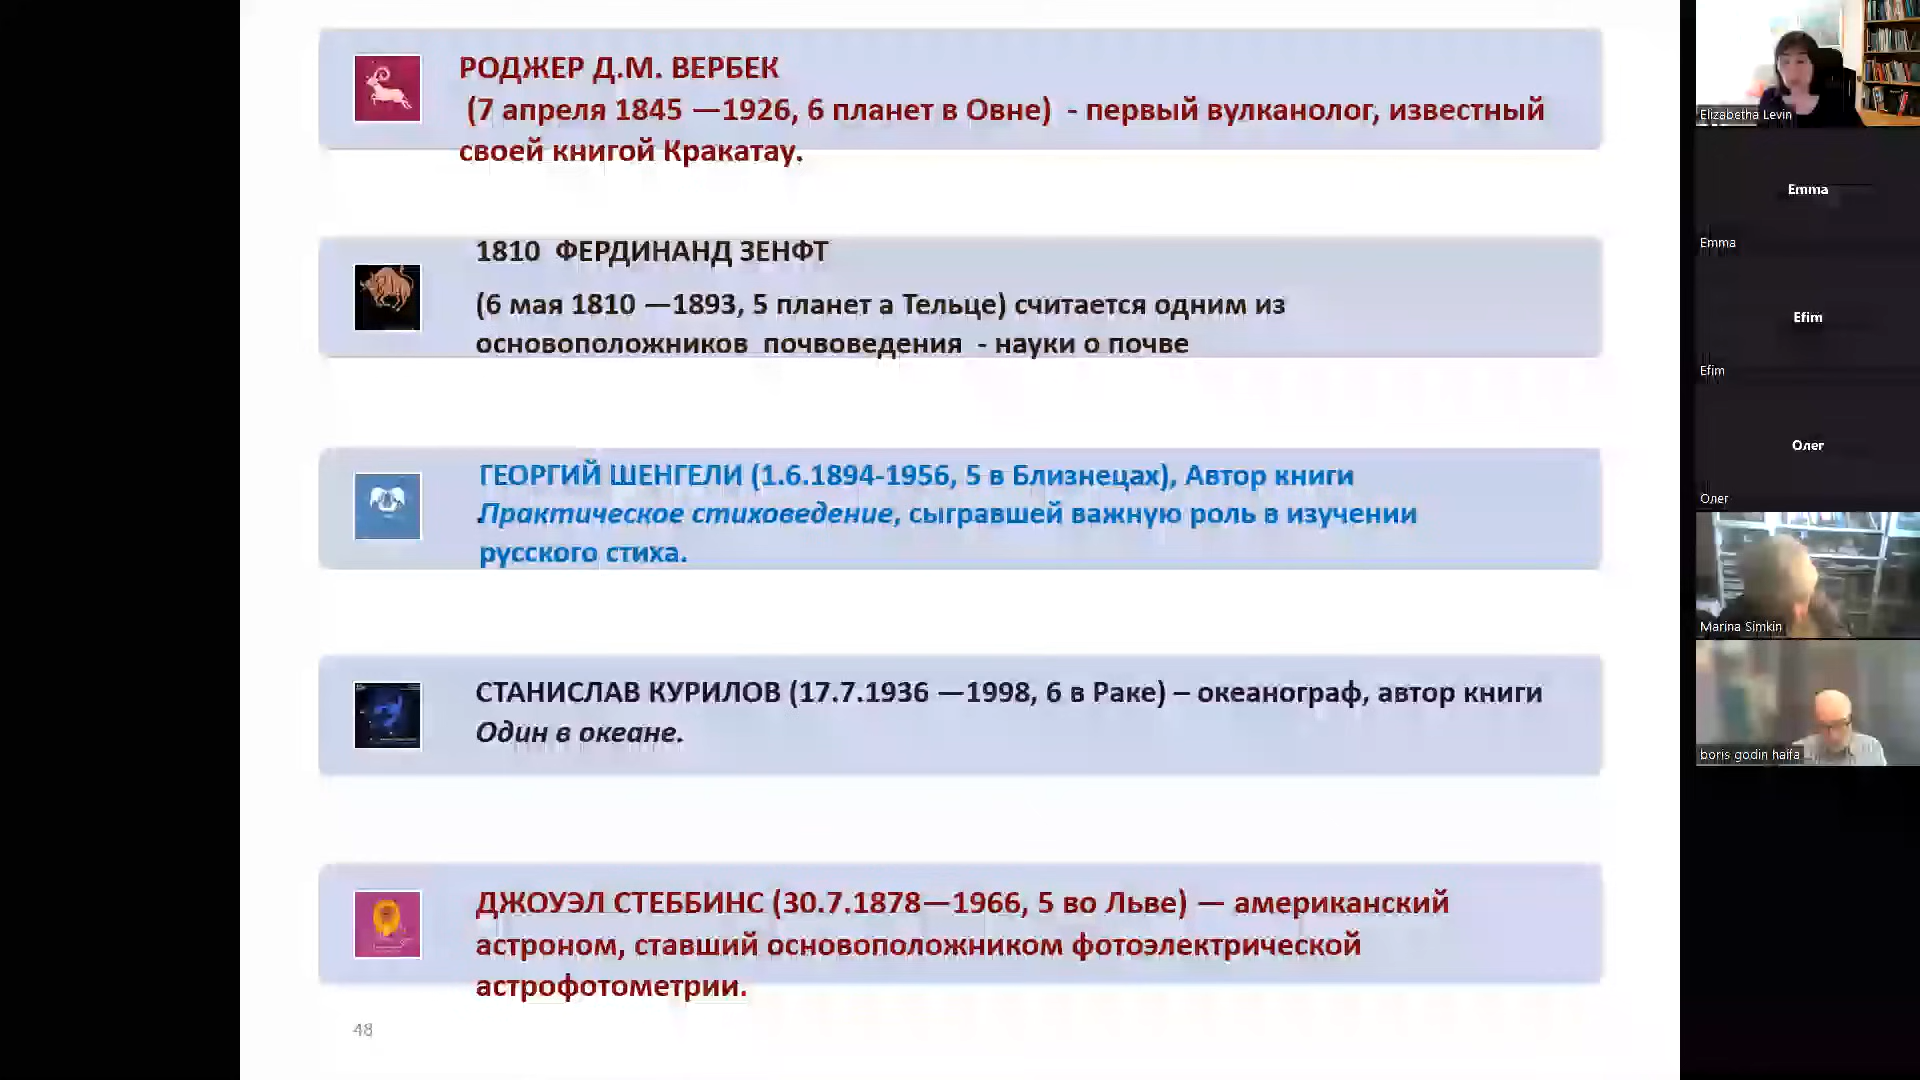 РОДЖЕР Д.М. ВЕРБЕК
(7 апреля 1845 —1926, 6 планет в Овне) - первый вулканолог, известный
своей книгой Кракатау.
1810 ФЕРДИНАНД ЗЕНФТ
(6 мая 1810 —1893, 5 планет а Тельце) считается одним из
основоположников почвоведения - науки о почве
ГЕОРГИЙ ШЕНГЕЛИ (1.6.1894-1956, 5 в Близнецах), Автор книги
.Практическое стиховедение, сыгравшей важную роль в изучении
русского стиха.
СТАНИСЛАВ КУРИЛОВ (17.7.1936 —1998, 6 в Раке) – океанограф, автор книги
Один в океане.
ДЖОУЭЛ СТЕББИНС (30.7.1878—1966, 5 во Льве) — американский
астроном, ставший основоположником фотоэлектрической
астрофотометрии.
48
Elizabetha Levin
Emma
Emma
Efim
Efim
Олег
Олег
Marina Simkin
boris godin haifa